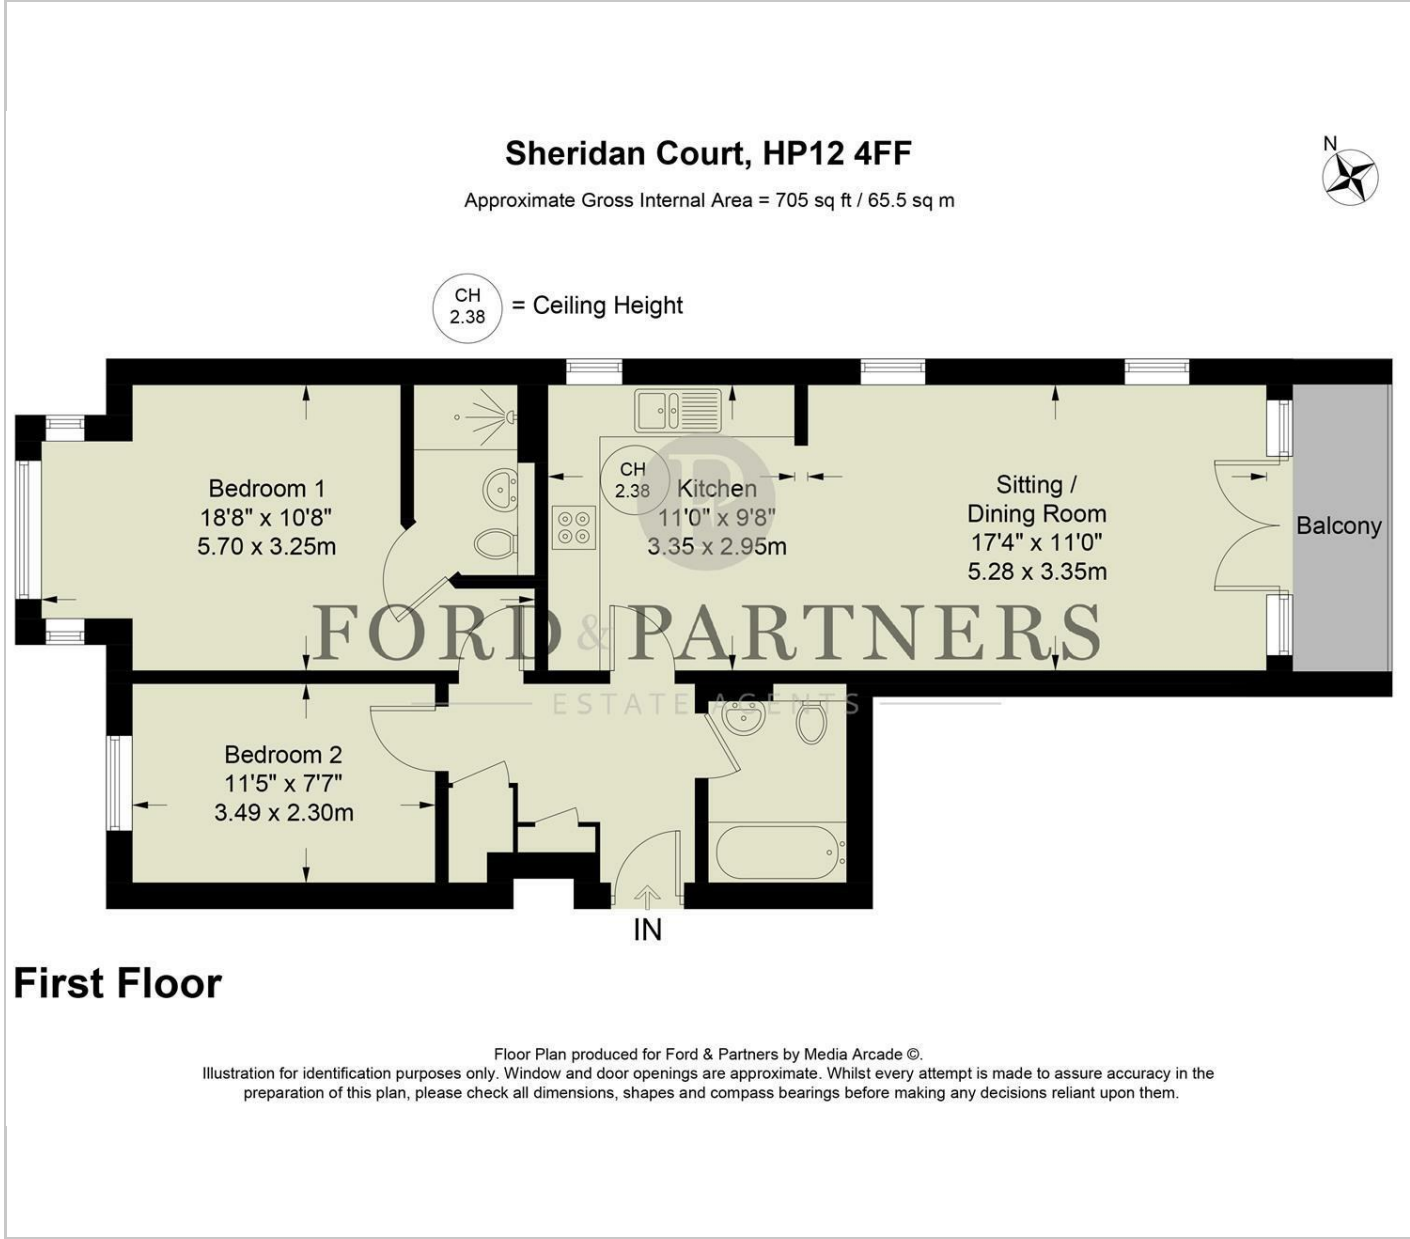 Sheridan Court, HP12 4FF
N
Approximate Gross Internal Area = 705 sq ft / 65.5 sq m
CH
2.38
= Ceiling Height
Bedroom 1
18'8" x 10'8"
5.70 x 3.25m
CH
2.38
Kitchen
11'0" x 9'8"
3.35 x 2.95m
Sitting /
Dining Room
17'4" x 11'0"
5.28 x 3.35m
Balcony
FORD & PARTNERS
ESTATE AGENTS
Bedroom 2
11'5" x 7'7"
3.49 x 2.30m
IN
First Floor
Floor Plan produced for Ford & Partners by Media Arcade ©.
Illustration for identification purposes only. Window and door openings are approximate. Whilst every attempt is made to assure accuracy in the
preparation of this plan, please check all dimensions, shapes and compass bearings before making any decisions reliant upon them.